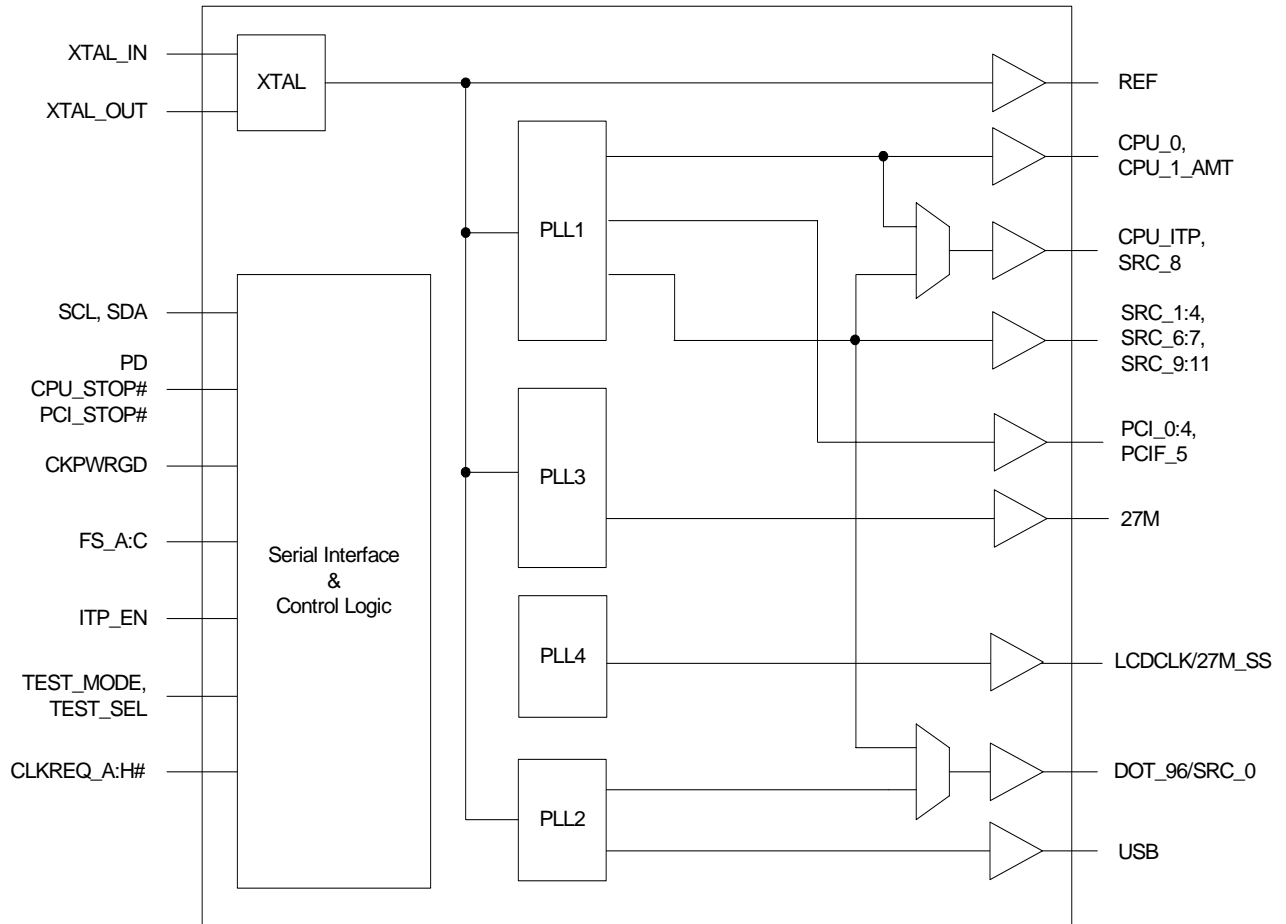 XTAL_IN
XTAL_OUT
XTAL
REF
CPU_0,
CPU_1_AMT
PLL1
CPU_ITP,
SRC_8
SCL, SDA
SRC_1:4,
SRC_6:7,
SRC_9:11
PD
CPU_STOP#
PCI_STOP#
PCI_0:4,
PCIF_5
CKPWRGD
PLL3
27M
FS_A:C
Serial Interface
&
Control Logic
ITP_EN
PLL4
LCDCLK/27M_SS
TEST_MODE,
TEST_SEL
CLKREQ_A:H#
DOT_96/SRC_0
PLL2
USB